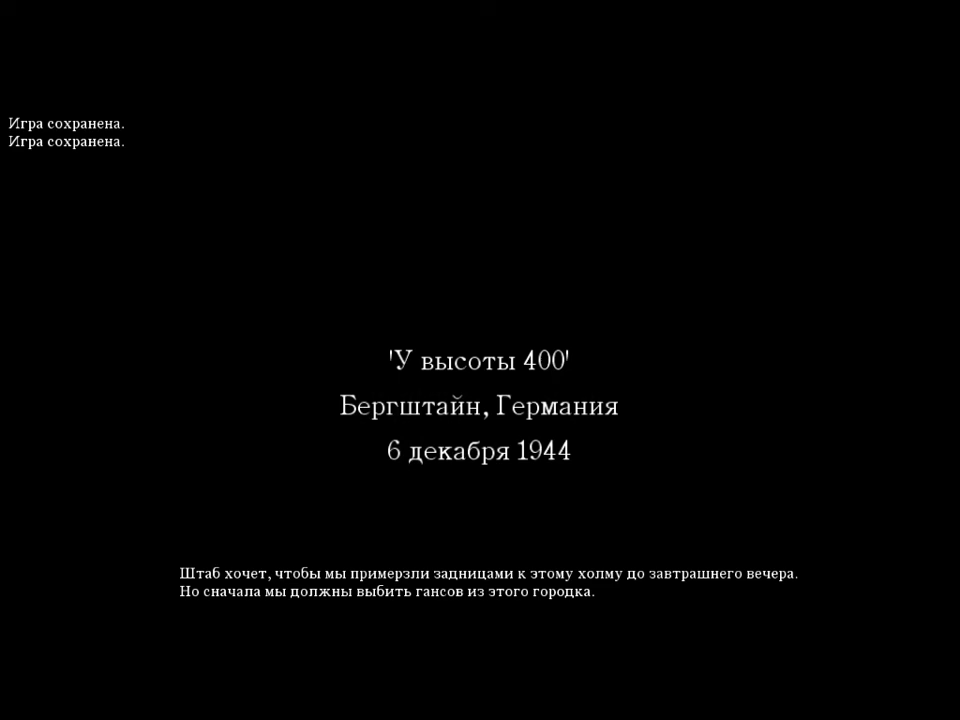 Игра сохранена.
Игра сохранена.
'У высоты 400'
Бергштайн, Германия
6 декабря 1944
Штаб хочет, чтобы мы примерзли задницами к этому холму до завтрашнего вечера.
Но сначала мы должны выбить гансов из этого городка.